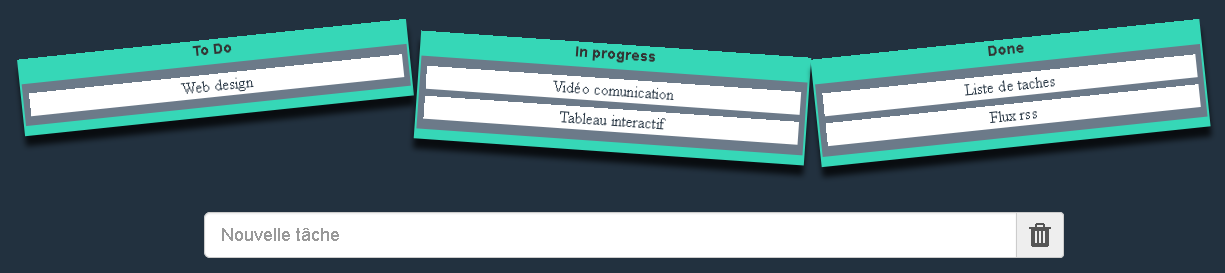 To Do
Web design
In progress
Vidéo comunication
Tableau interactif
Done
Liste de taches
Flux rss
Nouvelle tâche